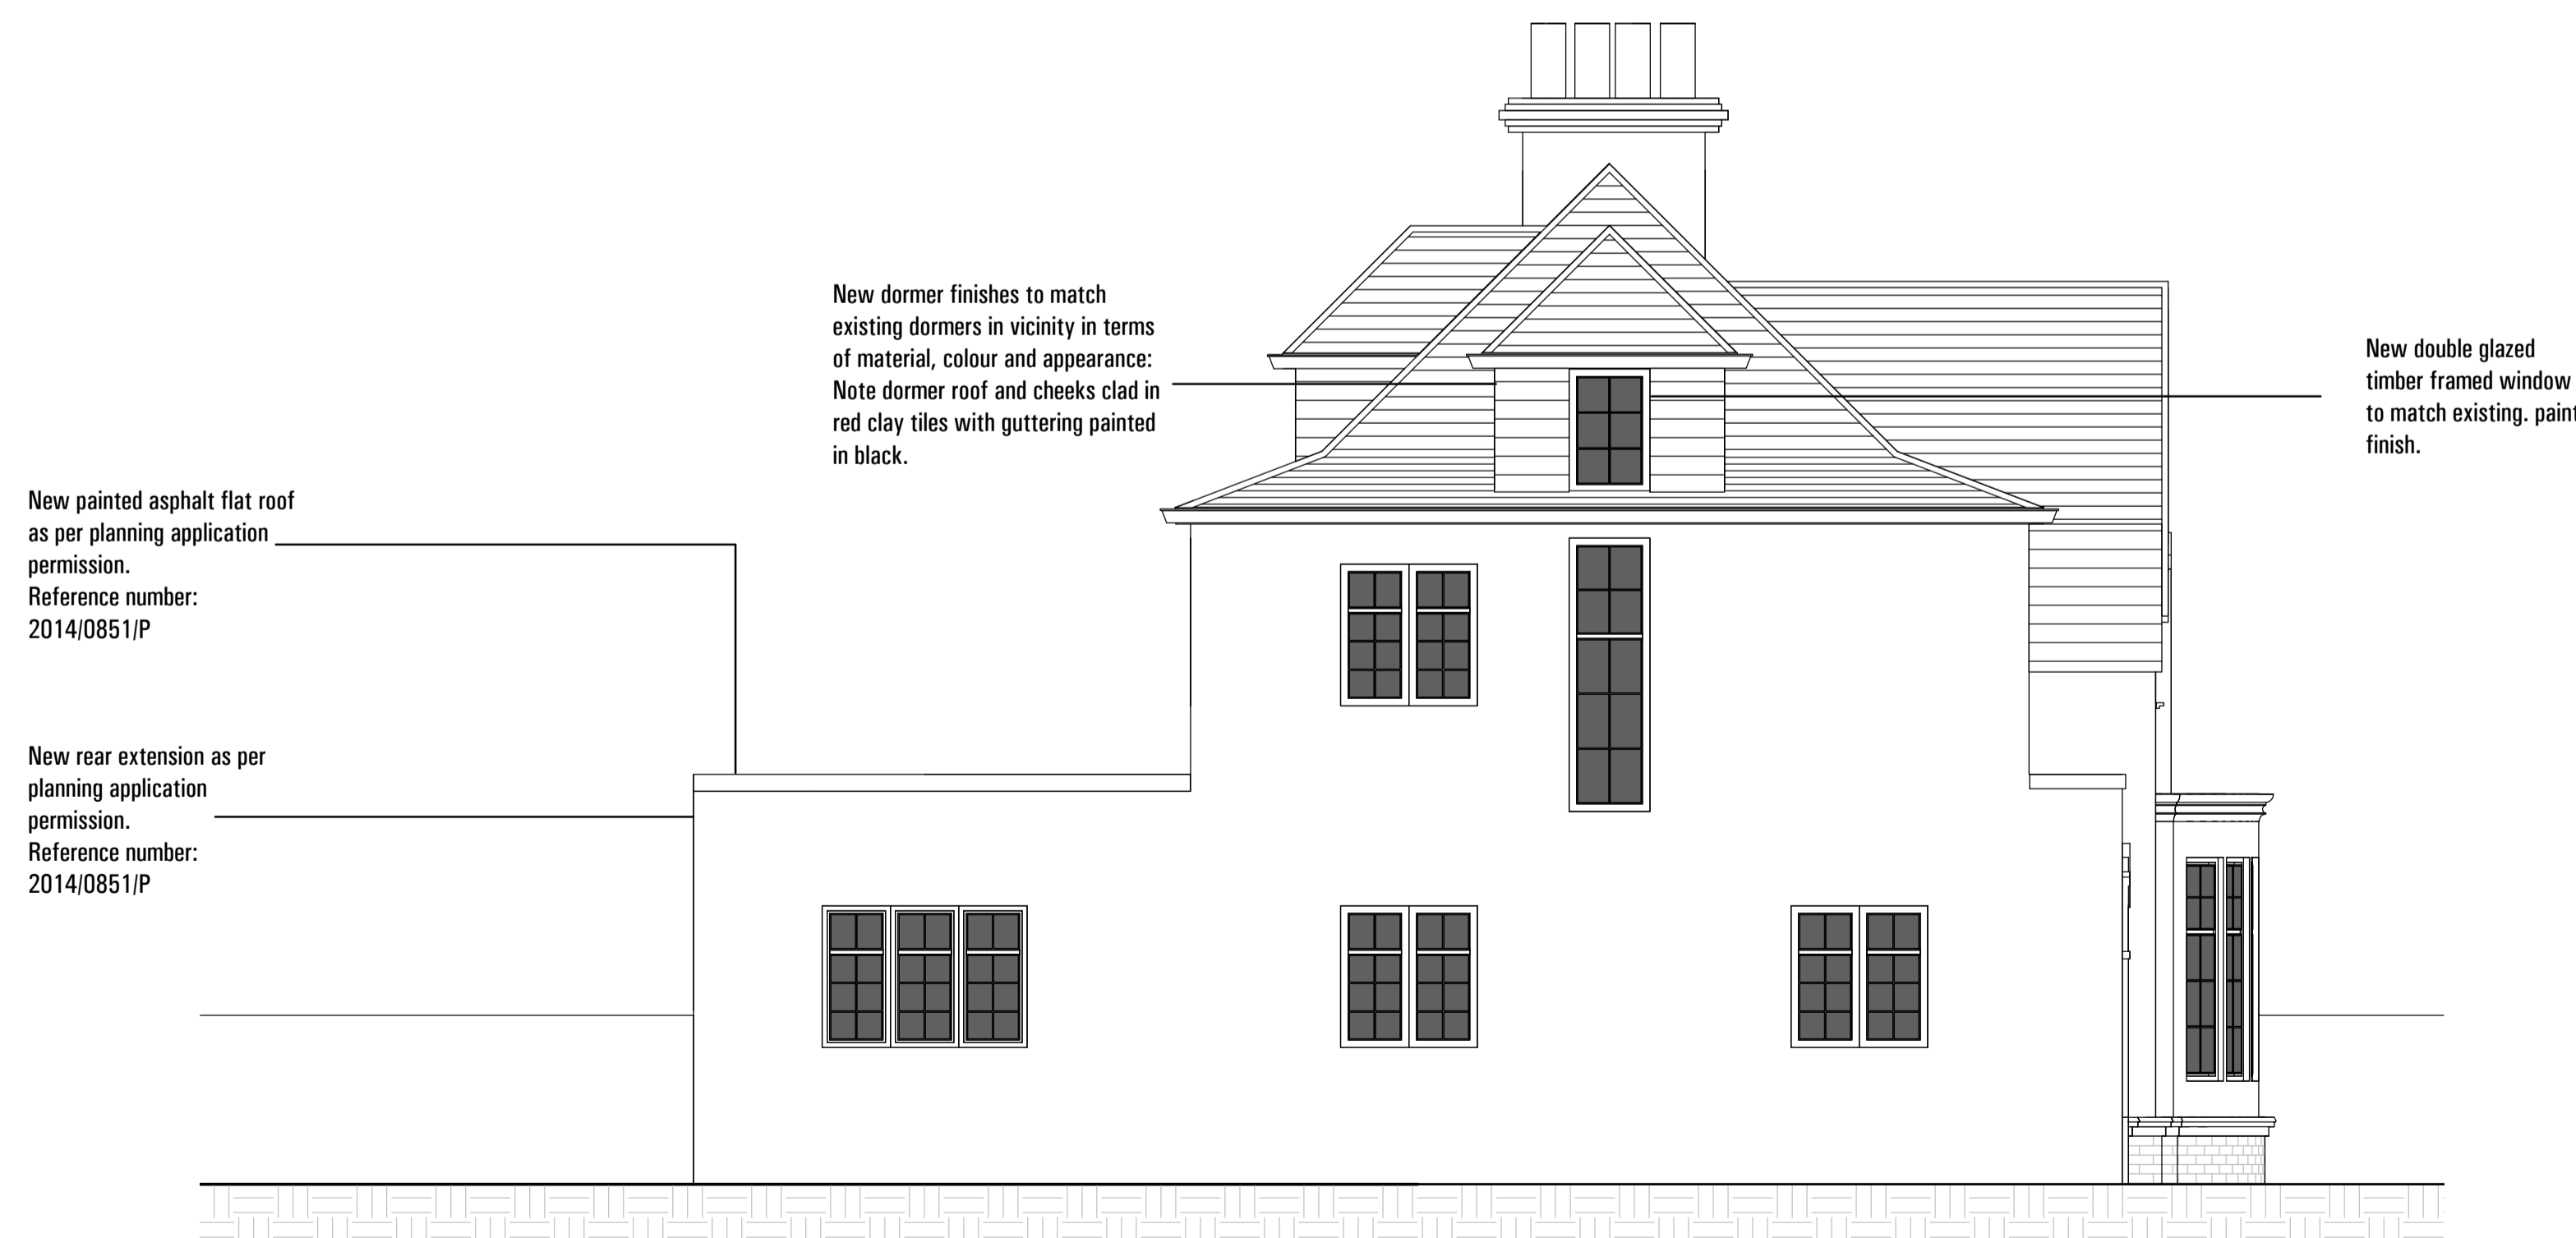 New dormer finishes to match
existing dormers in vicinity in terms
of material, colour and appearance:
Note dormer roof and cheeks clad in
red clay tiles with guttering painted
in black.
New double glazed
timber framed window
to match existing. paint
finish.
New painted asphalt flat roof
as per planning application
permission.
Reference number:
2014/0851/P
New rear extension as per
planning application
permission.
Reference number:
2014/0851/P